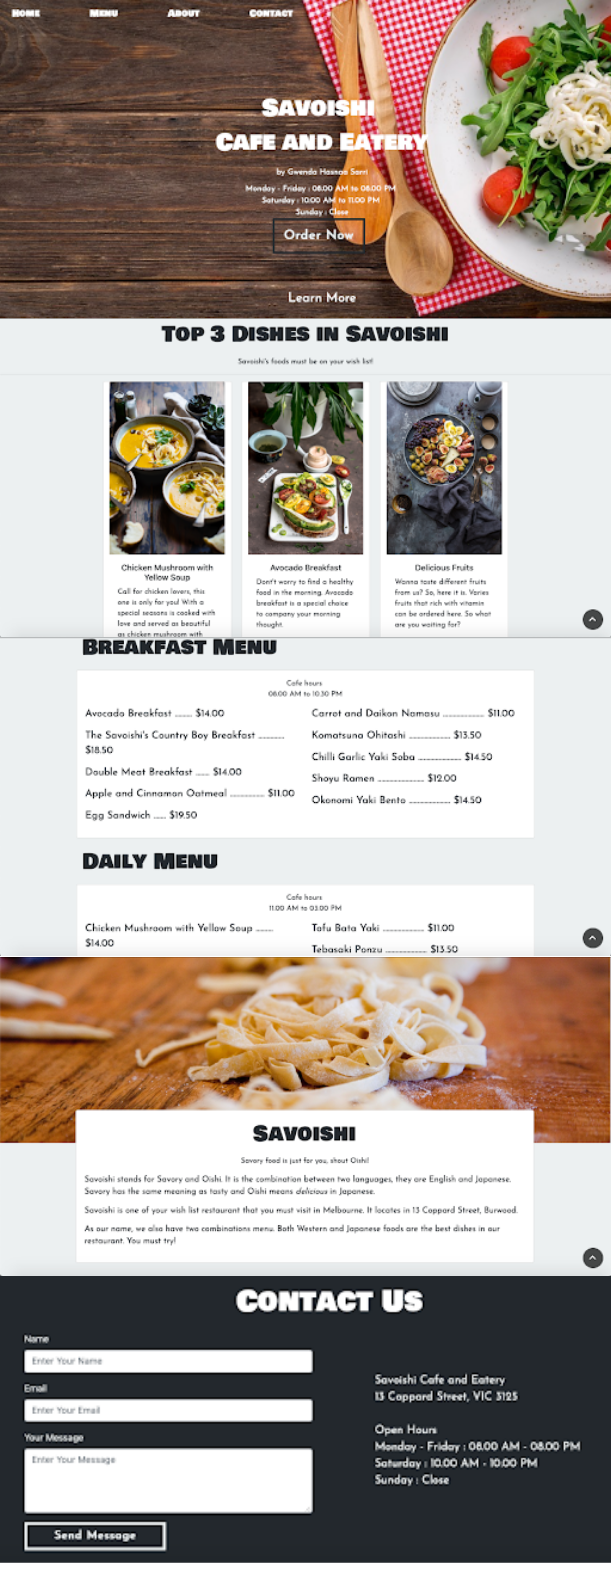 Home Menu About Contact
Savoishi
Cafe and Eatery
by Gwenda Hasnaa Sarri
Monday - Friday : 08.00 AM to 08.00 PM
Saturday : 10.00 AM to 11.00 PM
Sunday : Close
Order Now
Learn More
Top 3 Dishes in Savoishi
Savoishi's foods must be on your wish list!
Chicken Mushroom with
Yellow Soup
Call for chicken lovers, this
one is only for you! With a
special seasons is cooked with
love and served as beautiful
as chicken mushroom with
Avocado Breakfast
Don't worry to find a healthy
food in the morning. Avocado
breakfast is a special choice
to company your morning
thought.
Delicious Fruits
Wanna taste different fruits
from us? So, here it is. Varies
fruits that rich with vitamin
can be ordered here. So what
are you waiting for?
Breakfast Menu
Cafe hours
08.00 AM to 10.30 PM
Avocado Breakfast ......... $14.00
The Savoishi's Country Boy Breakfast .............
$18.50
Double Meat Breakfast ....... $14.00
Apple and Cinnamon Oatmeal ................. $11.00
Egg Sandwich ...... $19.50
Carrot and Daikon Namasu .................... $11.00
Komatsuna Ohitashi .................... $13.50
Chilli Garlic Yaki Soba ..................... $14.50
Shoyu Ramen ....................... $12.00
Okonomi Yaki Bento .................... $14.50
Daily Menu
Cafe hours
11.00 AM to 03.00 PM
Chicken Mushroom with Yellow Soup .........
$14.00
Tofu Bata Yaki .................... $11.00
Tebasaki Ponzu .................... $13.50
Savoishi
Savory food is just for you, shout Oishi!
Savoishi stands for Savory and Oishi. It is the combination between two languages, they are English and Japanese.
Savory has the same meaning as tasty and Oishi means delicious in Japanese.
Savoishi is one of your wish list restaurant that you must visit in Melbourne. It locates in 13 Coppard Street, Burwood.
As our name, we also have two combinations menu. Both Western and Japanese foods are the best dishes in our
restaurant. You must try!
Contact Us
Name
Enter Your Name
Email
Enter Your Email
Your Message
Enter Your Message
Send Message
Savoishi Cafe and Eatery
13 Coppard Street, VIC 3125
Open Hours
Monday - Friday : 08.00 AM - 08.00 PM
Saturday : 10.00 AM - 10.00 PM
Sunday : Close